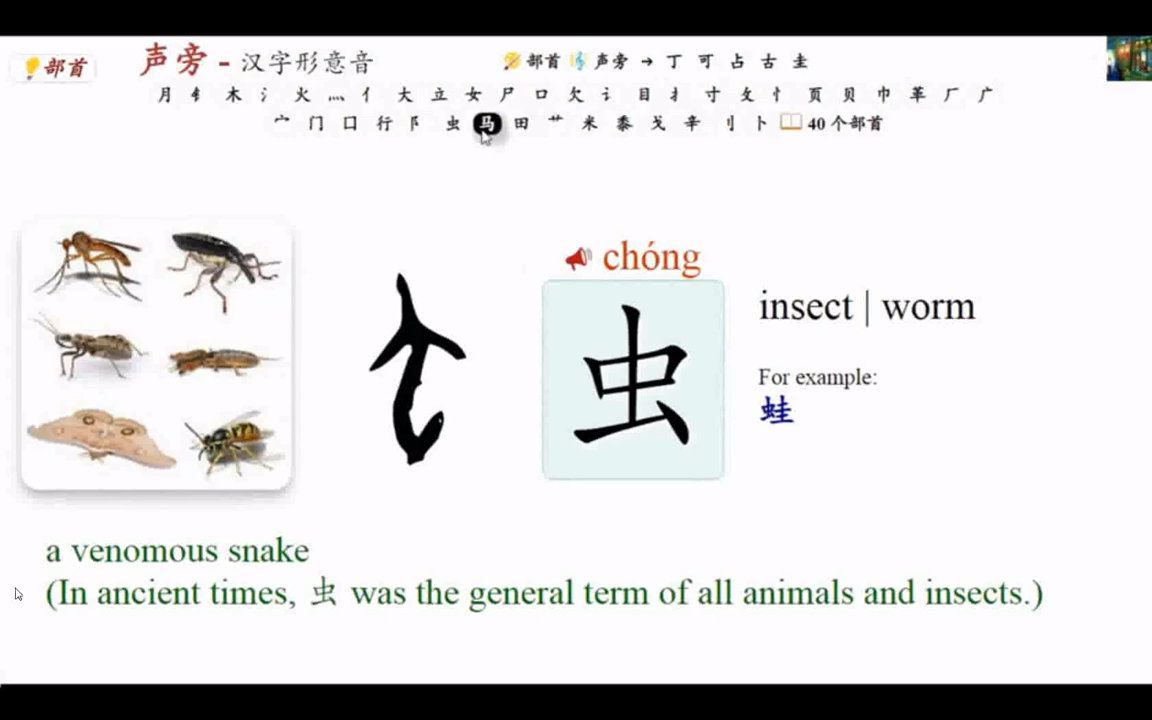 部首
声旁 - 汉字形意音
部首 声旁 → 丁 可 占 古 圭
月 钅 木 氵 火 灬 亻 大 立 女 尸 口 欠 讠 目 扌 寸 攵 忄 页 贝 巾 革 厂 广
宀 门 囗 行 阝 虫 马 田 艹 米 黍 戈 辛 刂 卜 40 个部首
chóng
虫
insect | worm
For example:
蛙
a venomous snake
(In ancient times, 虫 was the general term of all animals and insects.)